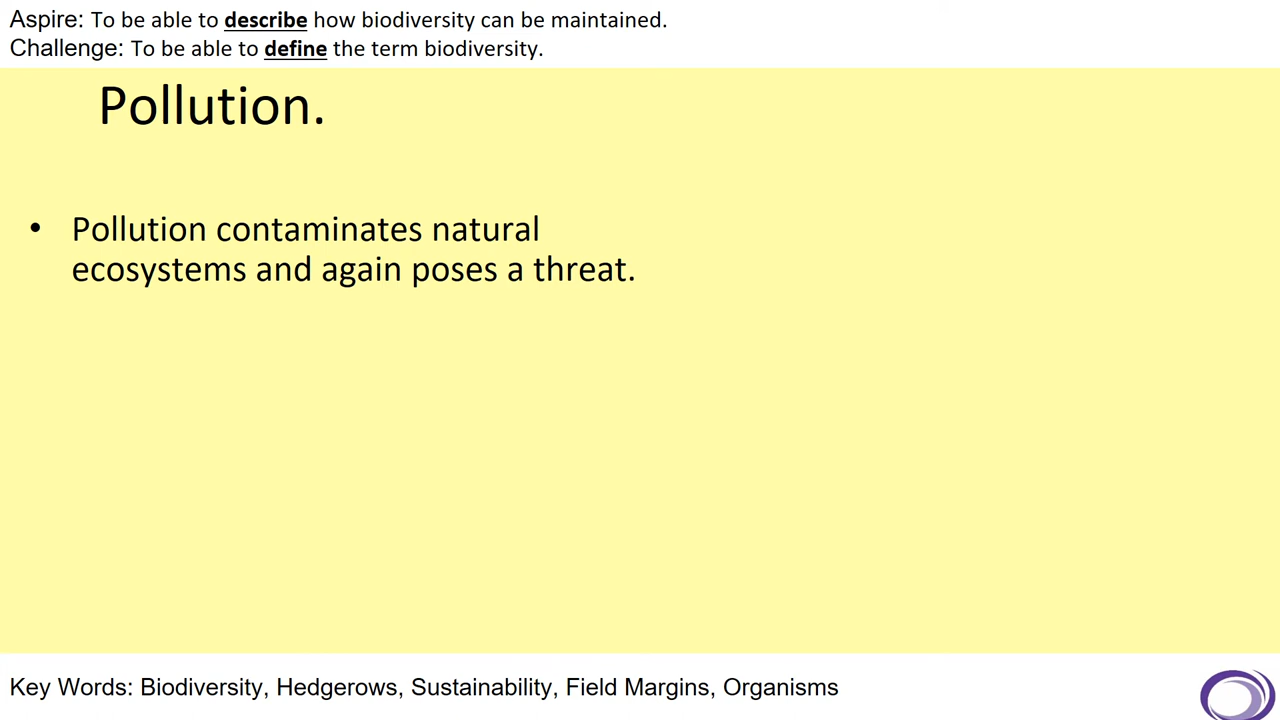 Aspire: To be able to describe how biodiversity can be maintained.
Challenge: To be able to define the term biodiversity.
Pollution.
• Pollution contaminates natural
ecosystems and again poses a threat.
Key Words: Biodiversity, Hedgerows, Sustainability, Field Margins, Organisms